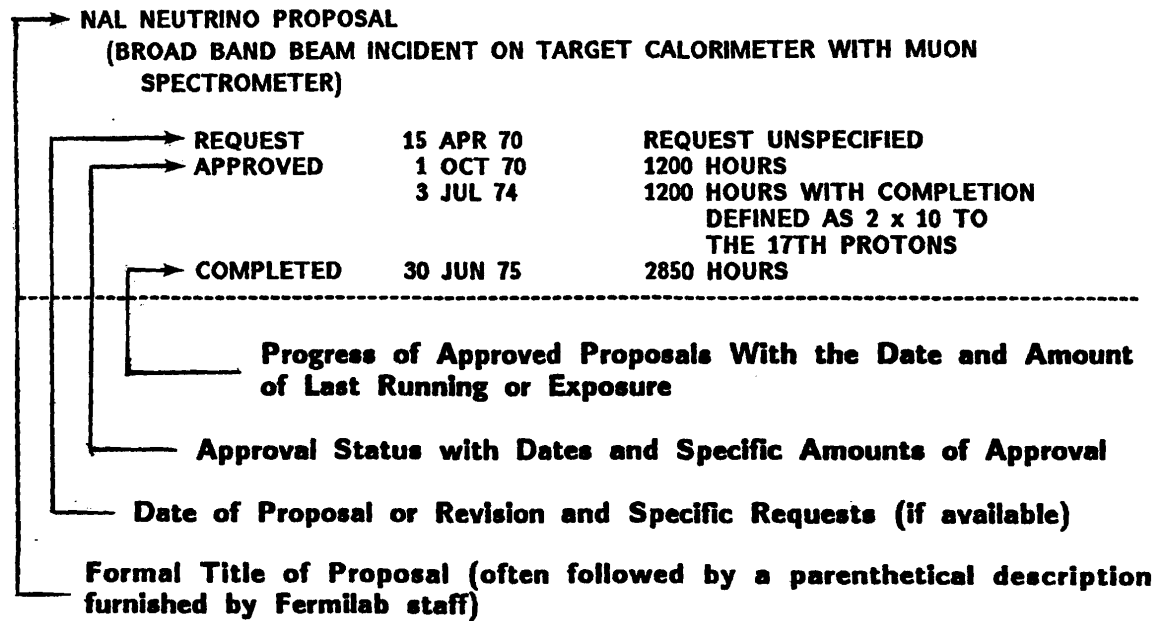 NAL NEUTRINO PROPOSAL
(BROAD BAND BEAM INCIDENT ON TARGET CALORIMETER WITH MUON
SPECTROMETER)
REQUEST 15 APR 70 REQUEST UNSPECIFIED
APPROVED 1 OCT 70 1200 HOURS
3 JUL 74 1200 HOURS WITH COMPLETION
DEFINED AS 2 x 10 TO
THE 17TH PROTONS
COMPLETED 30 JUN 75 2850 HOURS
Progress of Approved Proposals With the Date and Amount
of Last Running or Exposure
Approval Status with Dates and Specific Amounts of Approval
Date of Proposal or Revision and Specific Requests (if available)
Formal Title of Proposal (often followed by a parenthetical description
furnished by Fermilab staff)